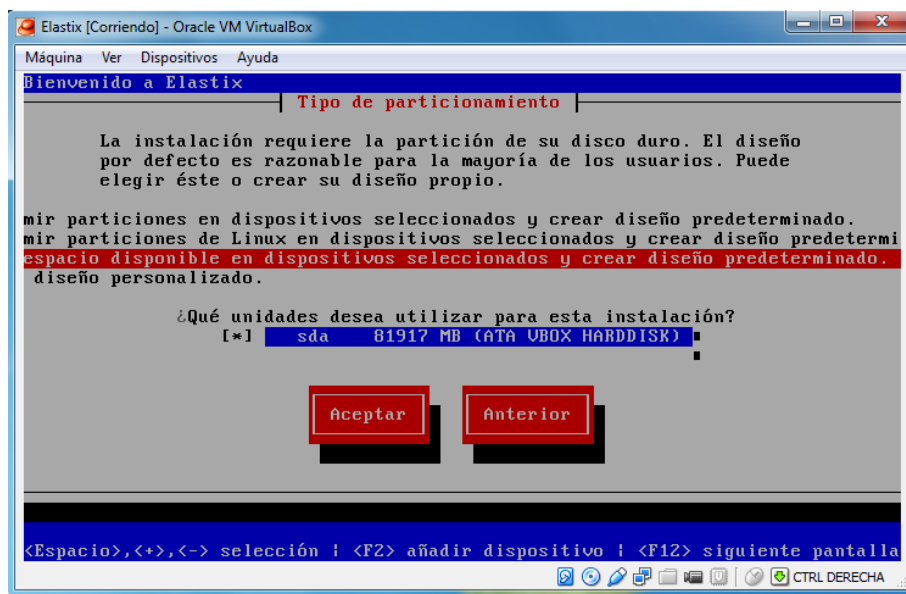 Elastix [Corriendo] - Oracle VM VirtualBox
Máquina Ver Dispositivos Ayuda
Bienvenido a Elastix
Tipo de particionamiento
La instalación requiere la partición de su disco duro. El diseño
por defecto es razonable para la mayoría de los usuarios. Puede
elegir éste o crear su diseño propio.
mir particiones en dispositivos seleccionados y crear diseño predeterminado.
mir particiones de Linux en dispositivos seleccionados y crear diseño predetermi
espacio disponible en dispositivos seleccionados y crear diseño predeterminado.
diseño personalizado.
¿Qué unidades desea utilizar para esta instalación?
[*] sda 81917 MB (ATA VBOX HARDDISK)
Aceptar Anterior
<Espacio>,<+>,<-> selección | <F2> añadir dispositivo | <F12> siguiente pantalla
CTRL DERECHA